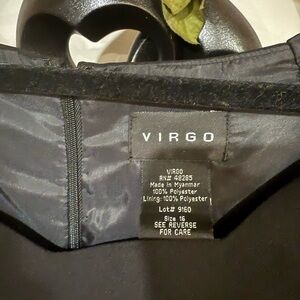 VIRGO
VIRGO
RN# 48285
Made in Myanmar
100% Polyester
Lining: 100% Polyester
Lot# 9160
Size 16
SEE REVERSE
FOR CARE